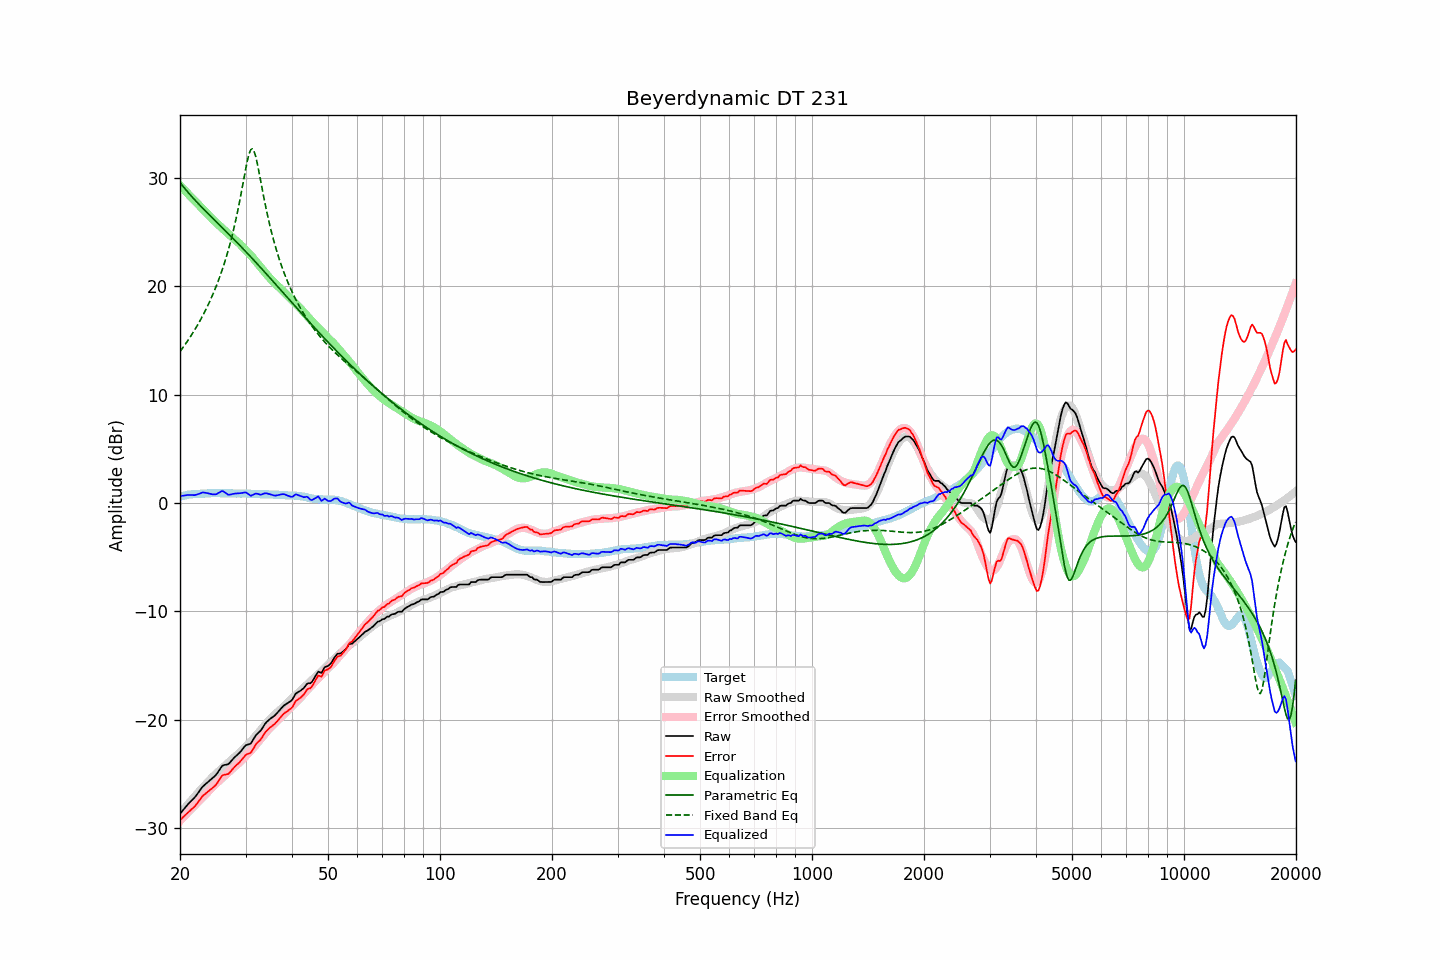 Beyerdynamic DT 231
Amplitude (dBr)
30
20
10
0
−10
−20
−30
Target
Raw Smoothed
Error Smoothed
Raw
Error
Equalization
Parametric Eq
Fixed Band Eq
Equalized
20 50 100 200 500 1000 2000 5000 10000 20000
Frequency (Hz)